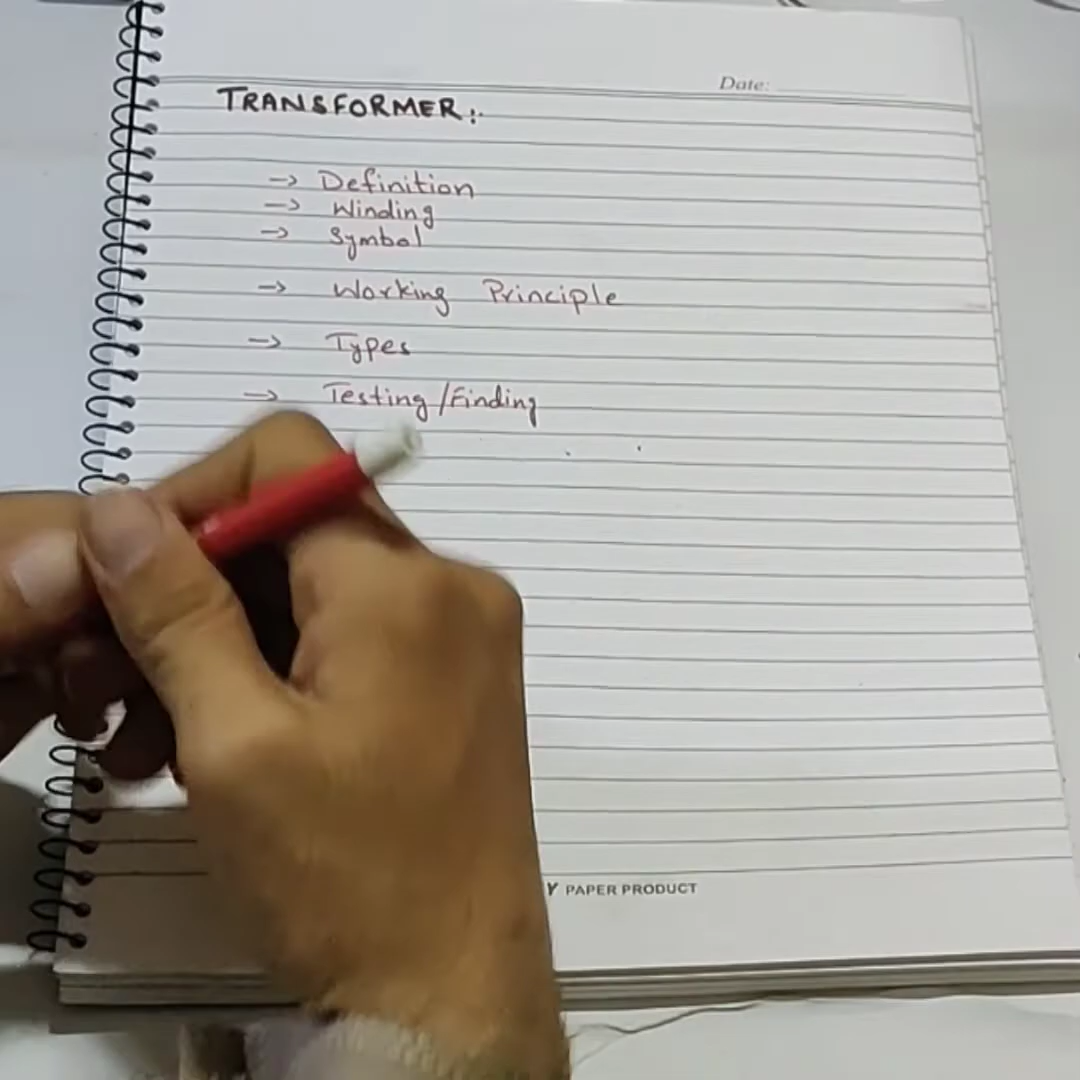 Date:
TRANSFORMER:
→ Definition
→ Winding
→ Symbol
→ Working Principle
→ Types
→ Testing/Finding
PAPER PRODUCT